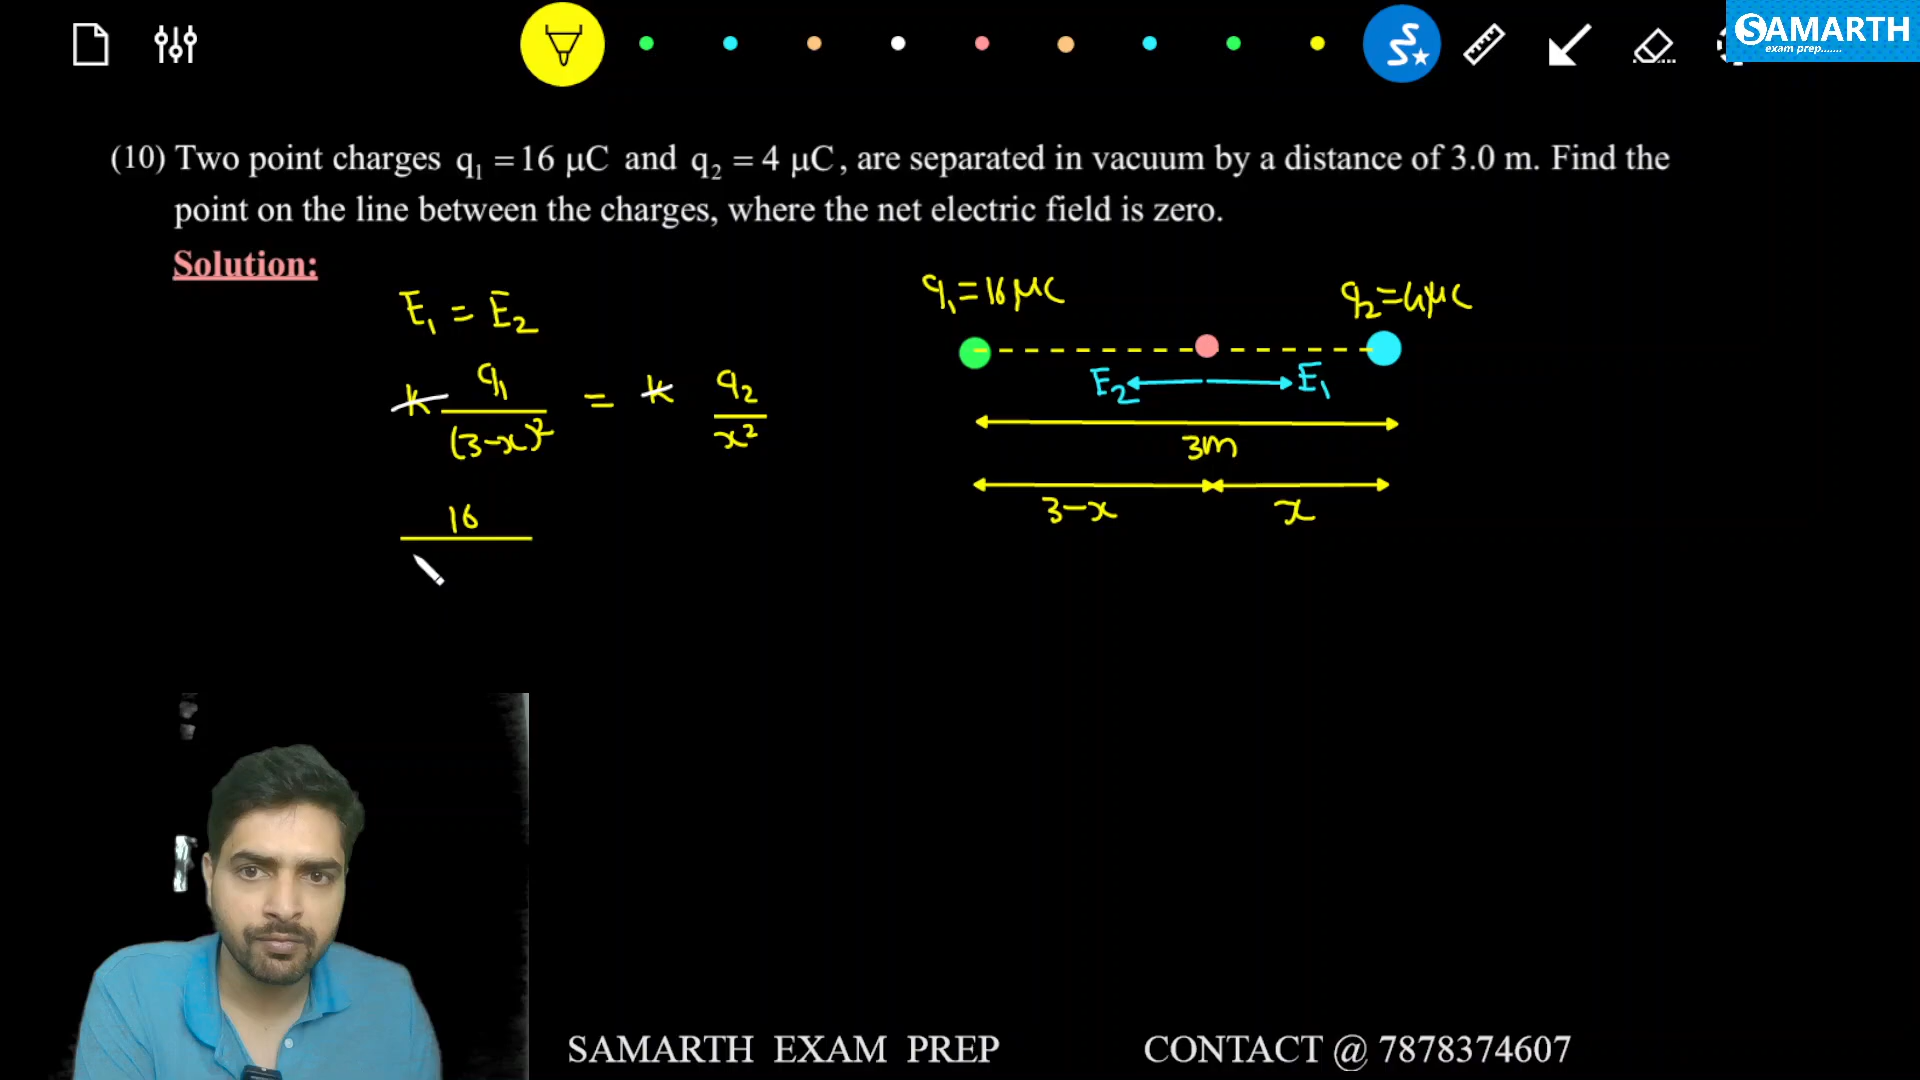 SAMARTH
exam prep.......
(10) Two point charges q₁ = 16 μC and q₂ = 4 μC, are separated in vacuum by a distance of 3.0 m. Find the
point on the line between the charges, where the net electric field is zero.
Solution:
E₁ = E₂
k q₁/(3-x)² = k q₂/x²
16
q₁=16μC
q₂=4μC
E₂ E₁
3m
3-x x
SAMARTH EXAM PREP CONTACT @ 7878374607